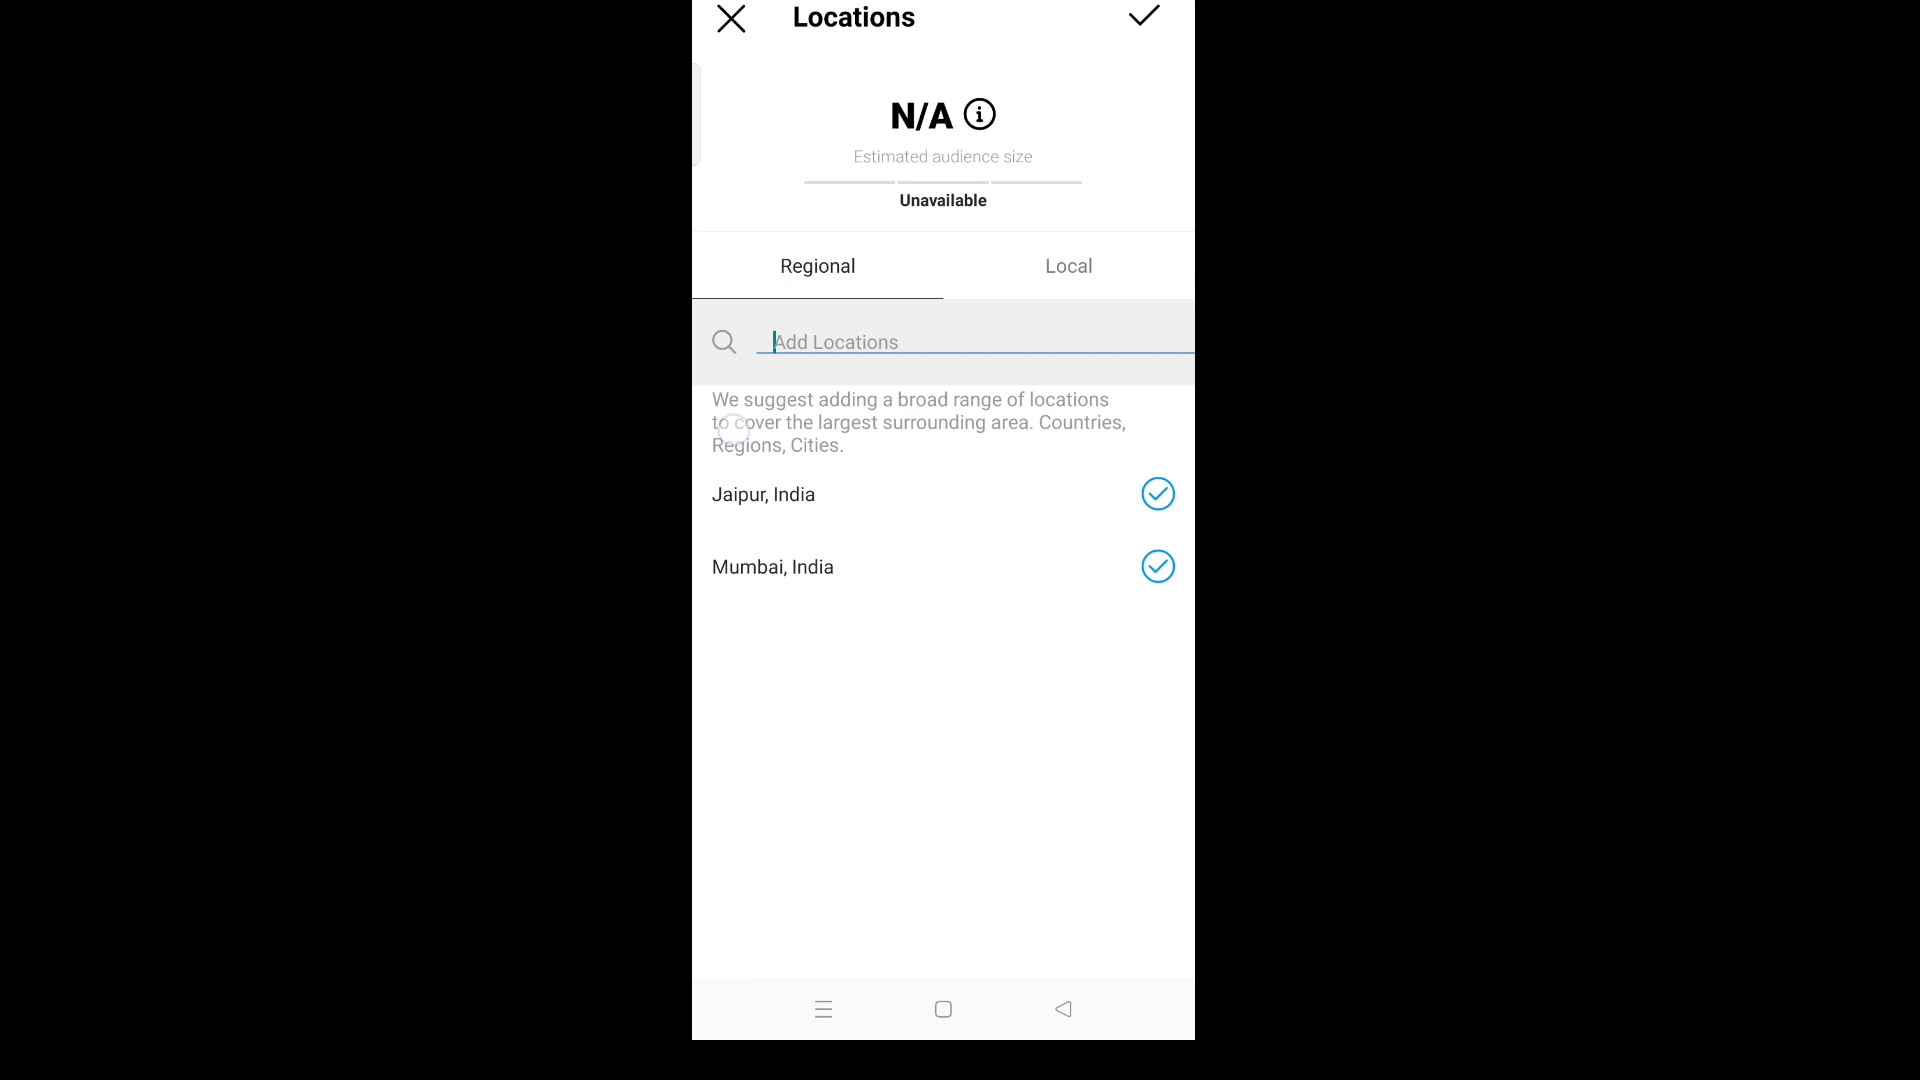 Locations
N/A
Estimated audience size
Unavailable
Regional
Local
Add Locations
We suggest adding a broad range of locations
to cover the largest surrounding area. Countries,
Regions, Cities.
Jaipur, India
Mumbai, India